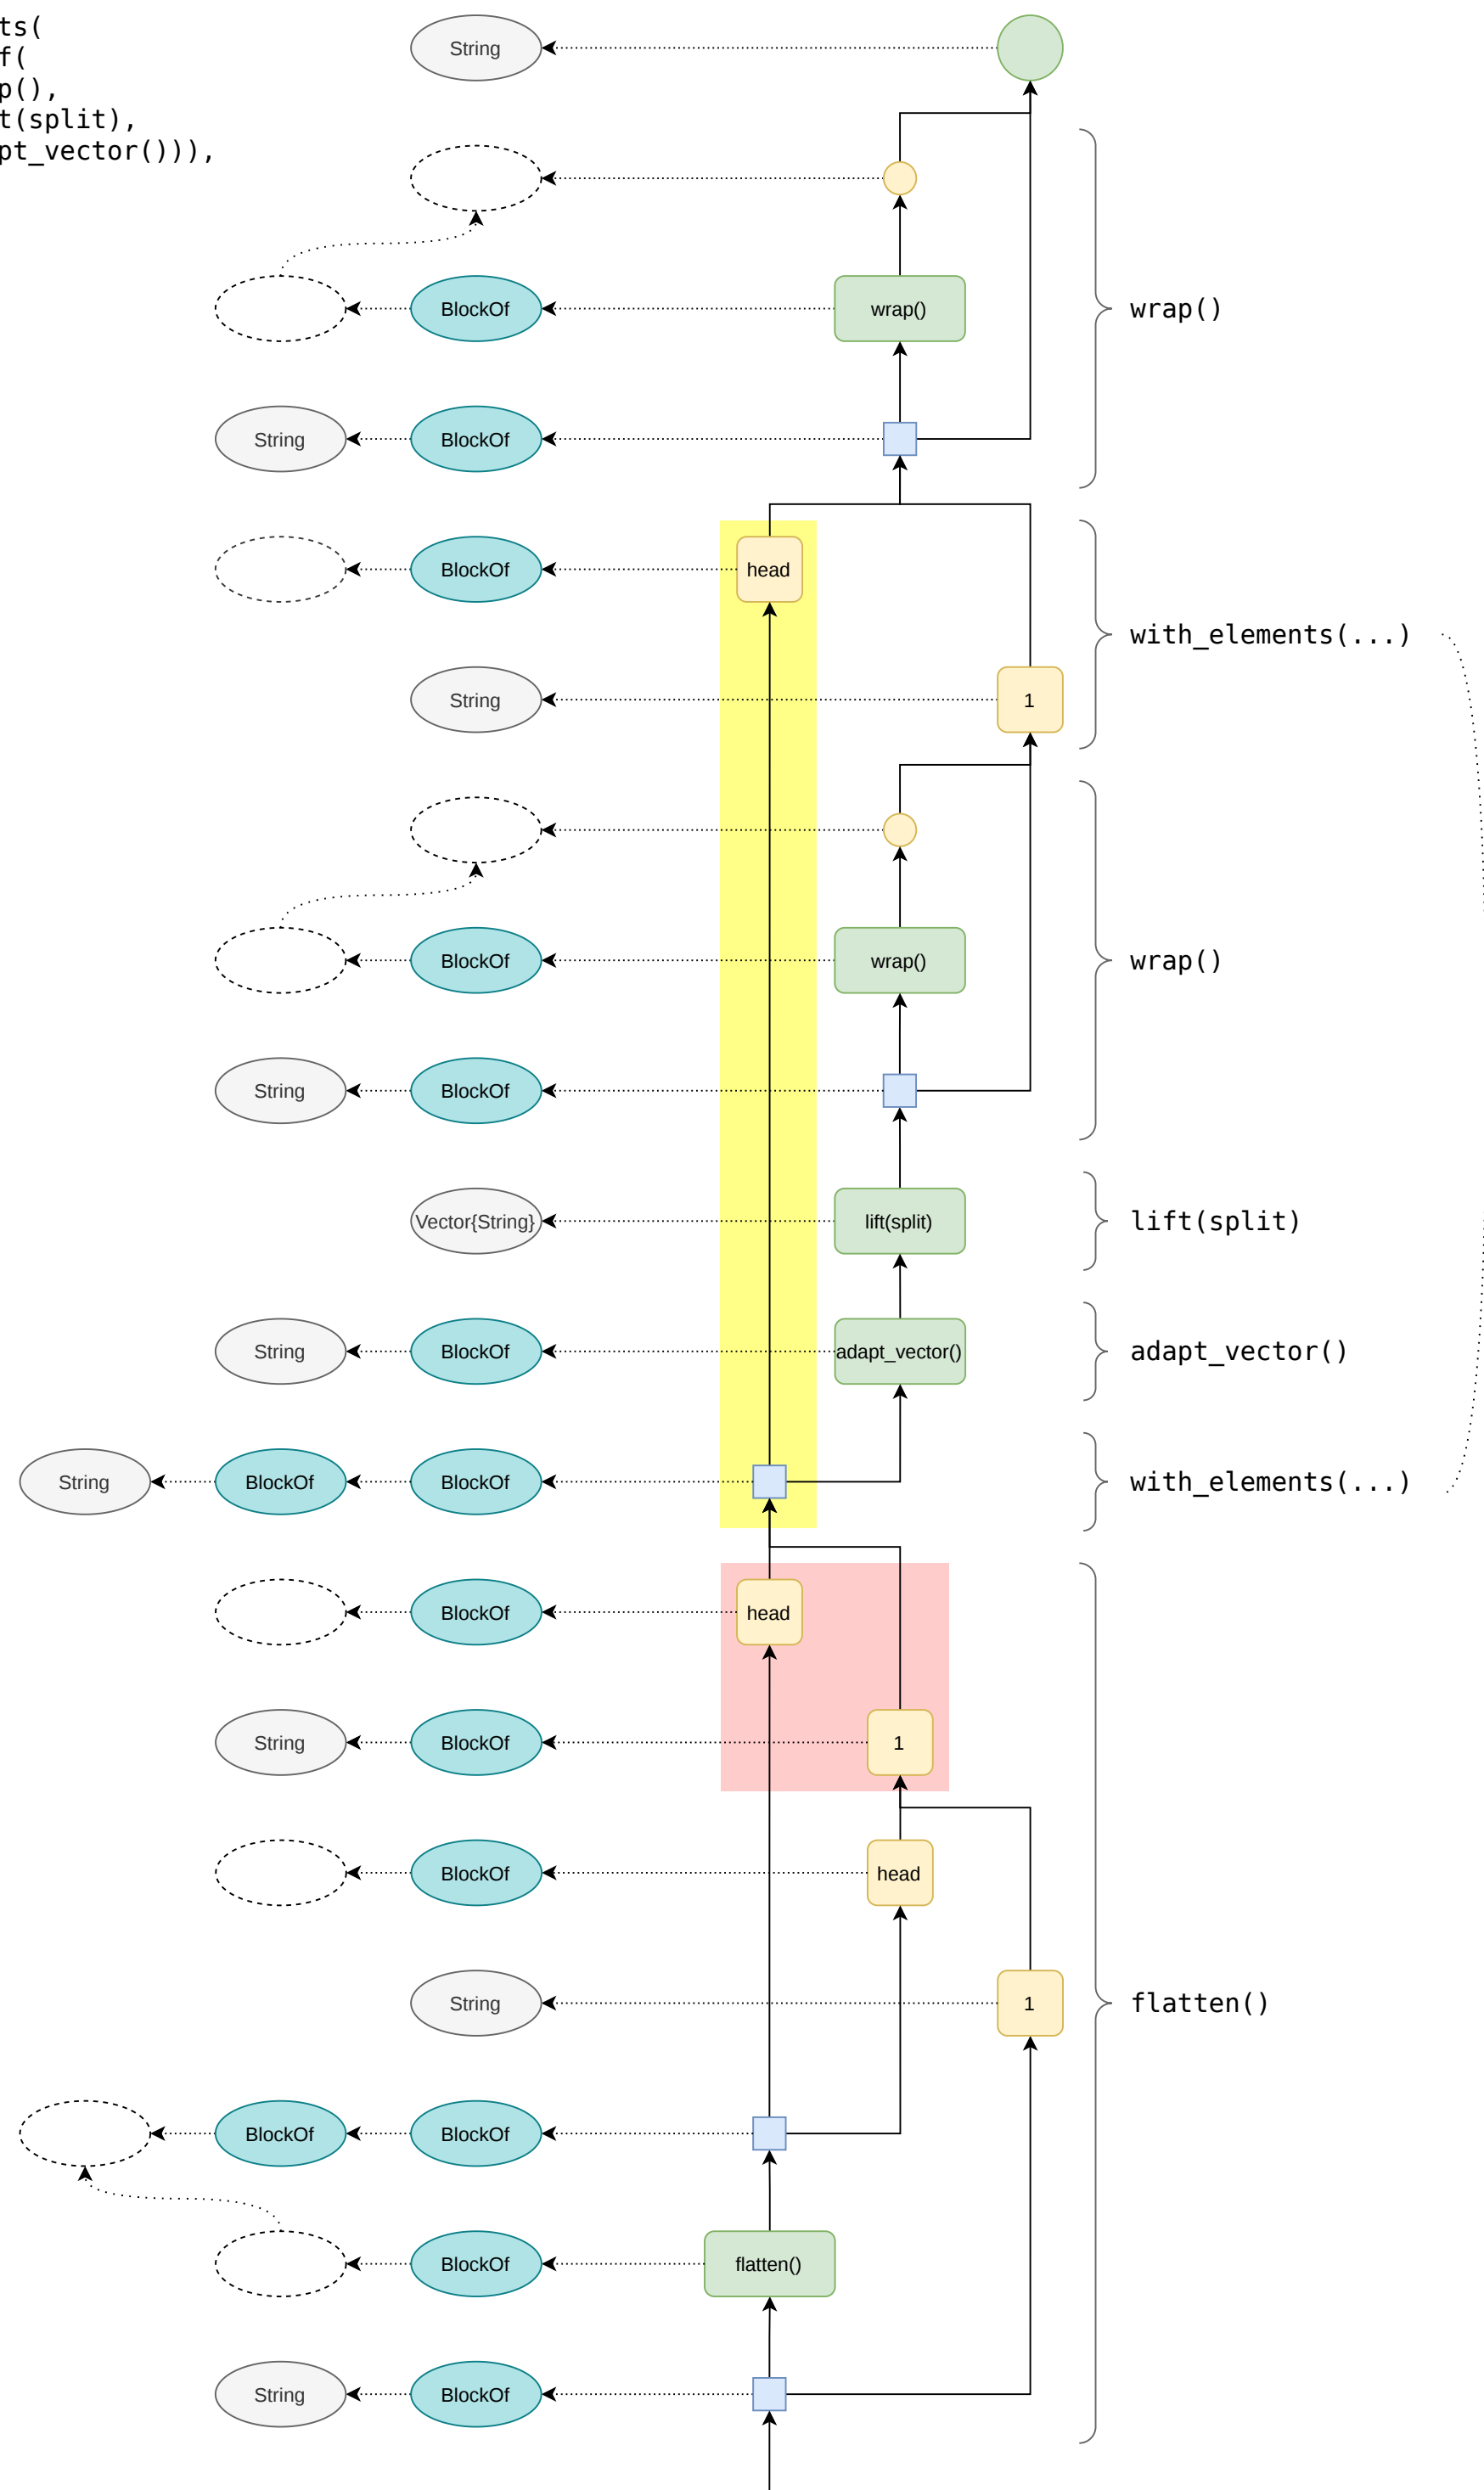 ts(
f(
p(),
t(split),
pt_vector())),
String
BlockOf
wrap()
wrap()
String
BlockOf
BlockOf
head
with_elements(...)
String
1
BlockOf
wrap()
wrap()
String
BlockOf
Vector{String}
lift(split)
lift(split)
String
BlockOf
adapt_vector()
adapt_vector()
String
BlockOf
BlockOf
with_elements(...)
BlockOf
head
String
BlockOf
1
BlockOf
head
String
1
flatten()
BlockOf
BlockOf
BlockOf
flatten()
String
BlockOf